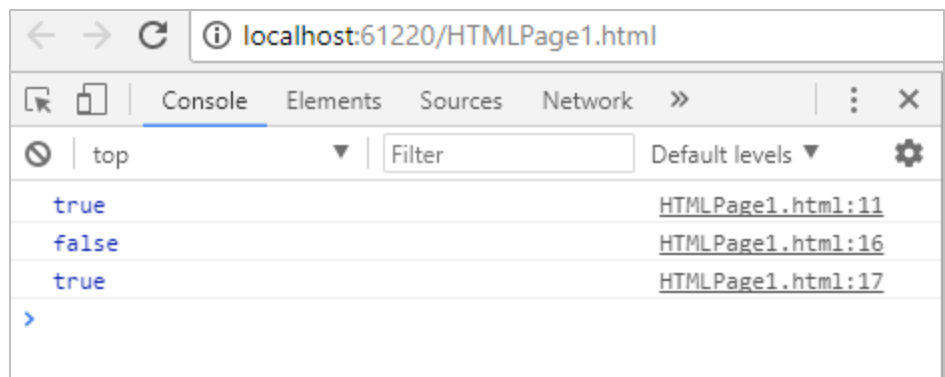 localhost:61220/HTMLPage1.html
Console Elements Sources Network »
top Filter Default levels
true HTMLPage1.html:11
false HTMLPage1.html:16
true HTMLPage1.html:17